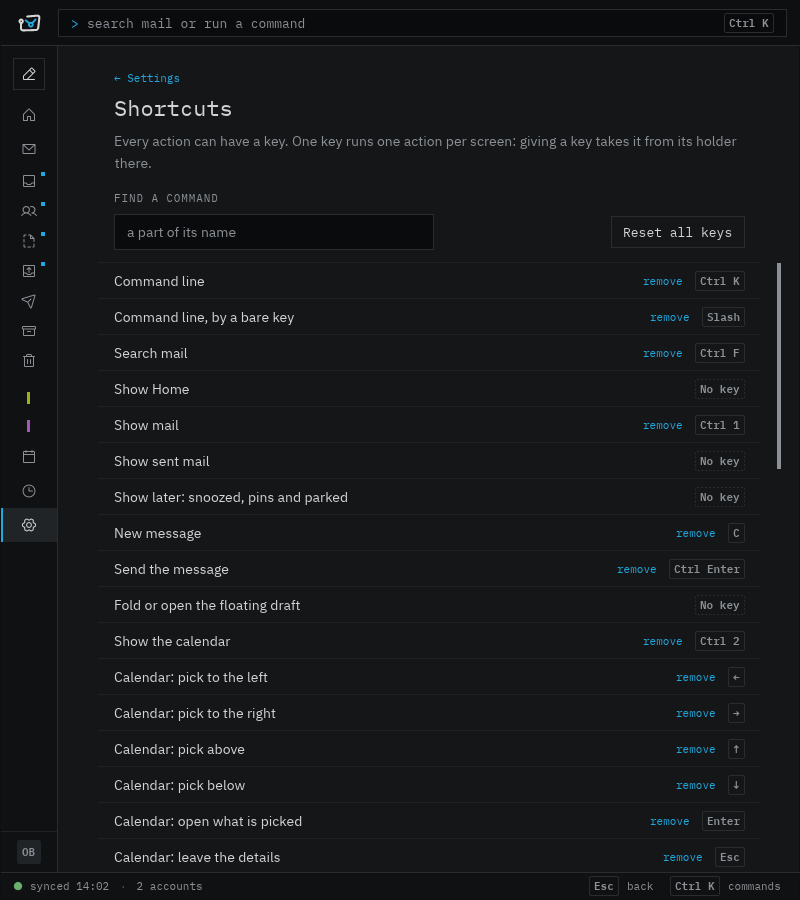 > search mail or run a command Ctrl K
← Settings
Shortcuts
Every action can have a key. One key runs one action per screen: giving a key takes it from its holder
there.
FIND A COMMAND
a part of its name Reset all keys
Command line remove Ctrl K
Command line, by a bare key remove Slash
Search mail remove Ctrl F
Show Home No key
Show mail remove Ctrl 1
Show sent mail No key
Show later: snoozed, pins and parked No key
New message remove C
Send the message remove Ctrl Enter
Fold or open the floating draft No key
Show the calendar remove Ctrl 2
Calendar: pick to the left remove ←
Calendar: pick to the right remove →
Calendar: pick above remove ↑
Calendar: pick below remove ↓
Calendar: open what is picked remove Enter
Calendar: leave the details remove Esc
OB
synced 14:02 · 2 accounts Esc back Ctrl K commands